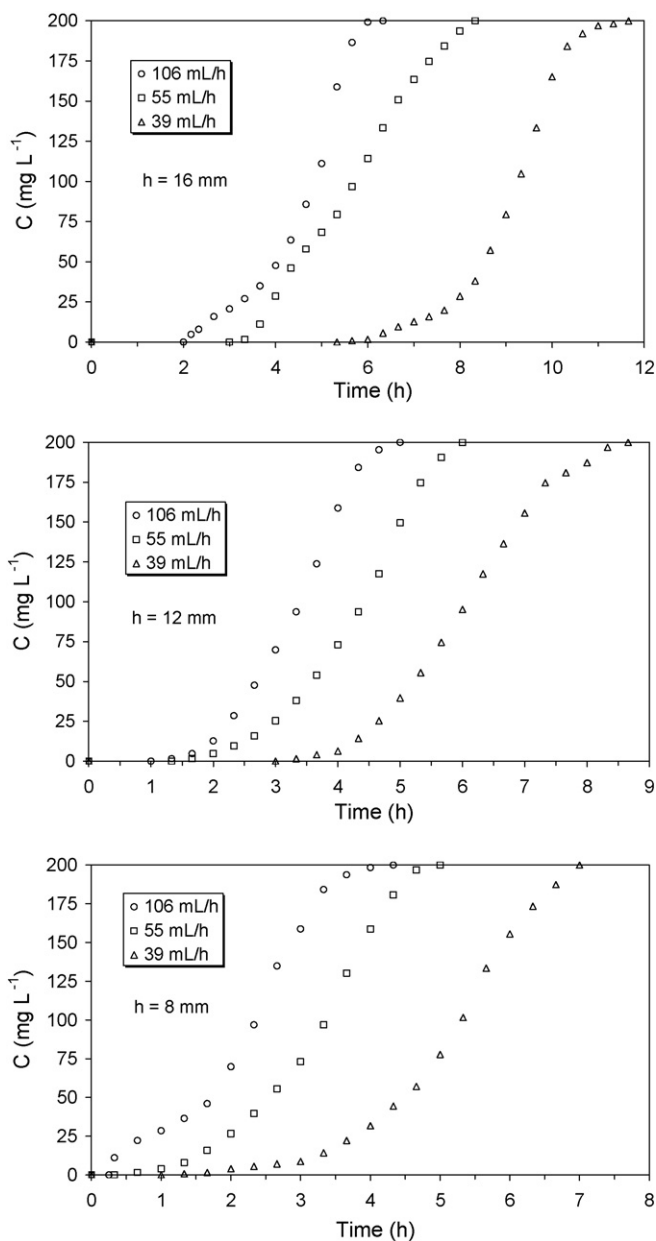 200
175
150
125
100
75
50
25
0
C (mg L⁻¹)
106 mL/h
55 mL/h
39 mL/h
h = 16 mm
0 2 4 6 8 10 12
Time (h)
200
175
150
125
100
75
50
25
0
C (mg L⁻¹)
106 mL/h
55 mL/h
39 mL/h
h = 12 mm
0 1 2 3 4 5 6 7 8 9
Time (h)
200
175
150
125
100
75
50
25
0
C (mg L⁻¹)
106 mL/h
55 mL/h
39 mL/h
h = 8 mm
0 1 2 3 4 5 6 7 8
Time (h)